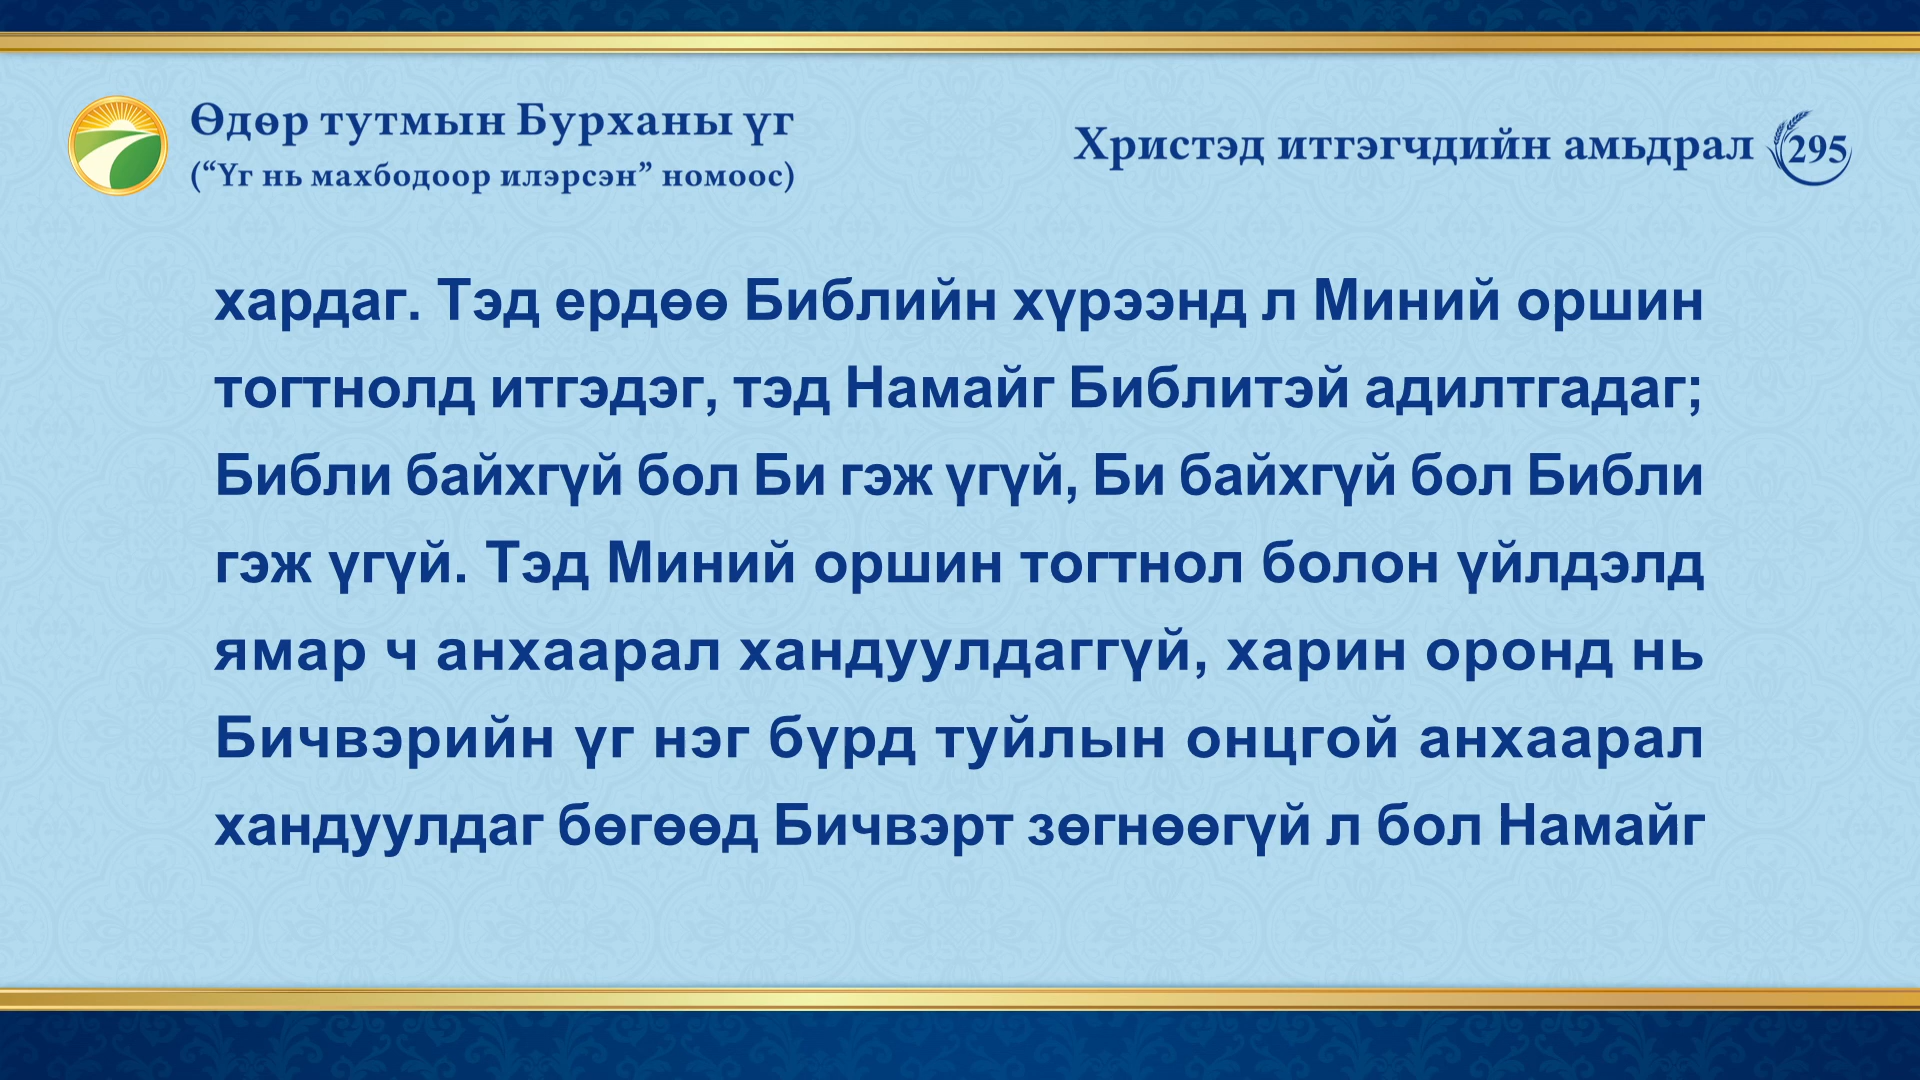 Өдөр тутмын Бурханы үг
(“Үг нь махбодоор илэрсэн” номоос)
Христэд итгэгчдийн амьдрал 295
хардаг. Тэд ердөө Библийн хүрээнд л Миний оршин
тогтнолд итгэдэг, тэд Намайг Библитэй адилтгадаг;
Библи байхгүй бол Би гэж үгүй, Би байхгүй бол Библи
гэж үгүй. Тэд Миний оршин тогтнол болон үйлдэлд
ямар ч анхаарал хандуулдаггүй, харин оронд нь
Бичвэрийн үг нэг бүрд туйлын онцгой анхаарал
хандуулдаг бөгөөд Бичвэрт зөгнөөгүй л бол Намайг